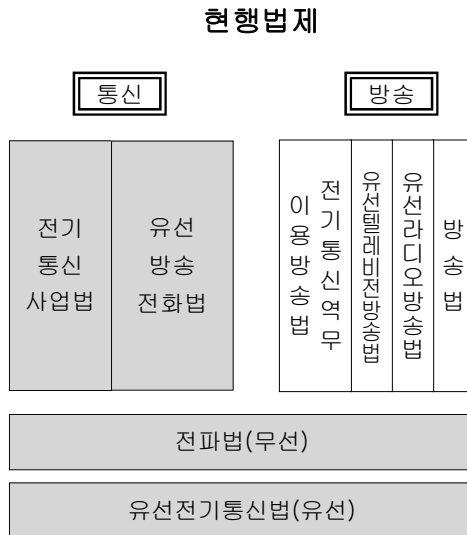 현행법제
통신
방송
전기
통신
사업법
유선
방송
전화법
전기통신역무
이용방송법
유선텔레비전방송법
유선라디오방송법
방송법
전파법(무선)
유선전기통신법(유선)